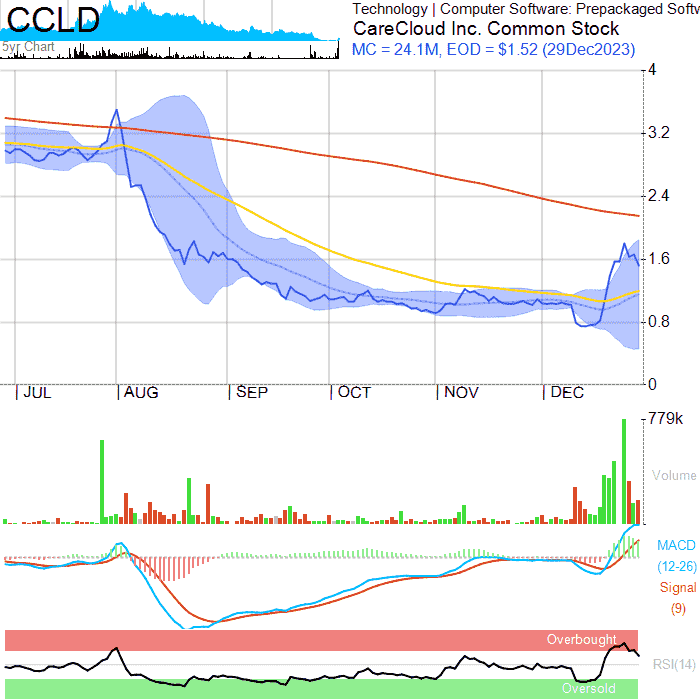 CCLD
5yr Chart
Technology | Computer Software: Prepackaged Softw
CareCloud Inc. Common Stock
MC = 24.1M, EOD = $1.52 (29Dec2023)
4
3.2
2.4
1.6
0.8
0
JUL AUG SEP OCT NOV DEC
779k
Volume
MACD
(12-26)
Signal
(9)
Overbought
RSI(14)
Oversold